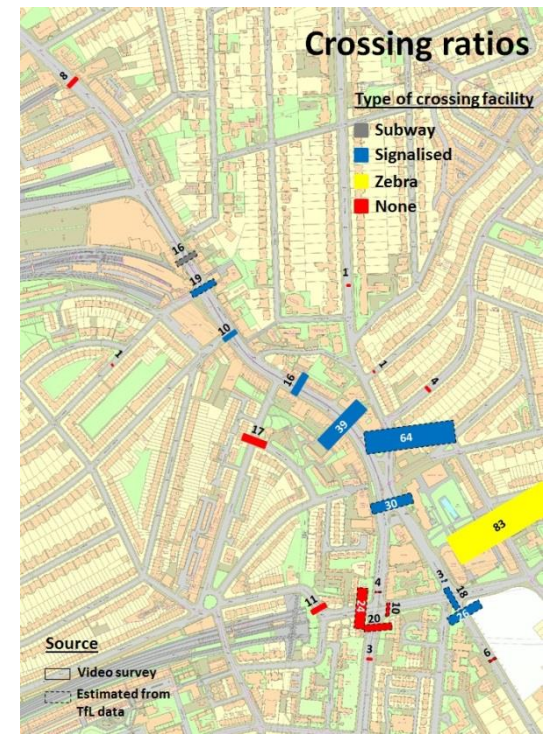 Crossing ratios
Type of crossing facility
Subway
Signalised
Zebra
None
8
16
19
1
10
1
16
1
4
39
64
17
30
83
3
18
4
24
10
11
26
20
3
6
Source
Video survey
Estimated from
TfL data